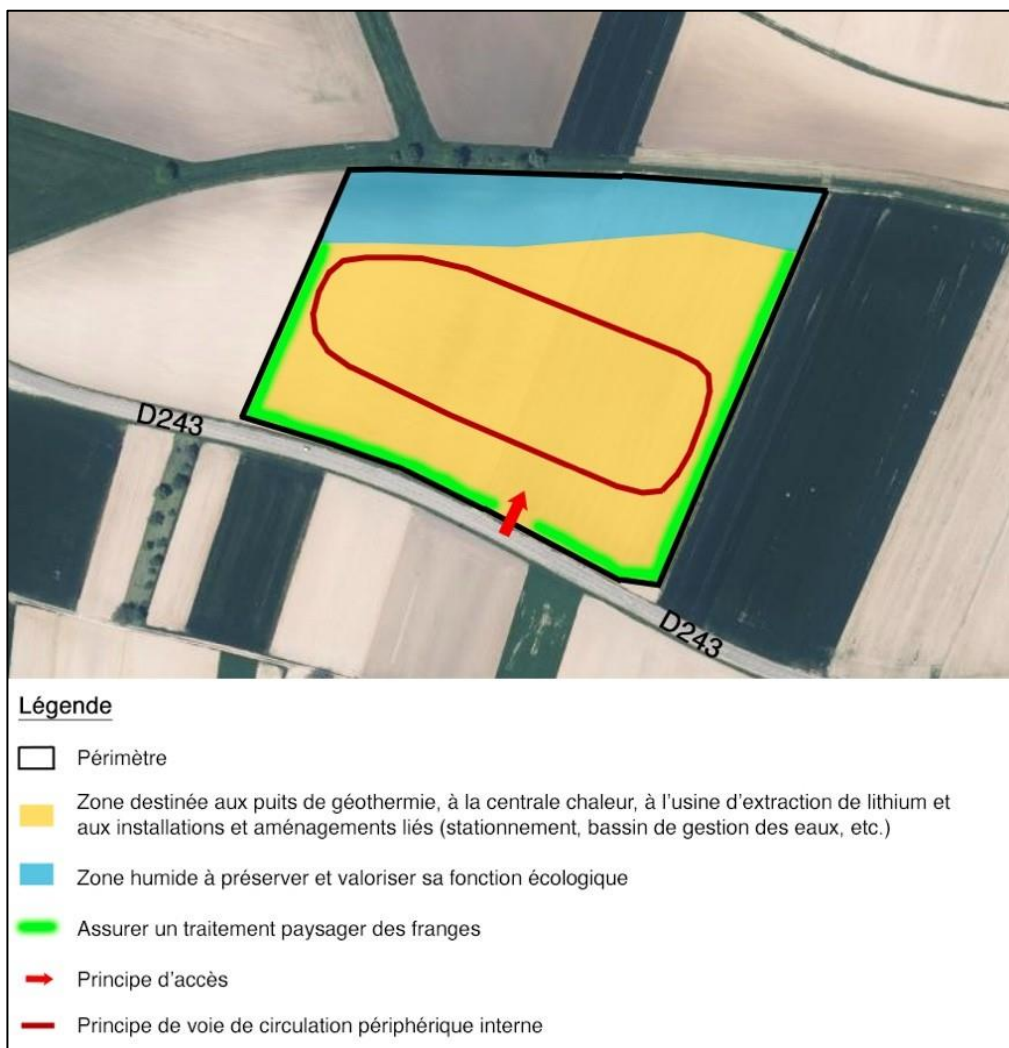 D243
D243
Légende
Périmètre
Zone destinée aux puits de géothermie, à la centrale chaleur, à l'usine d'extraction de lithium et
aux installations et aménagements liés (stationnement, bassin de gestion des eaux, etc.)
Zone humide à préserver et valoriser sa fonction écologique
Assurer un traitement paysager des franges
Principe d'accès
Principe de voie de circulation périphérique interne